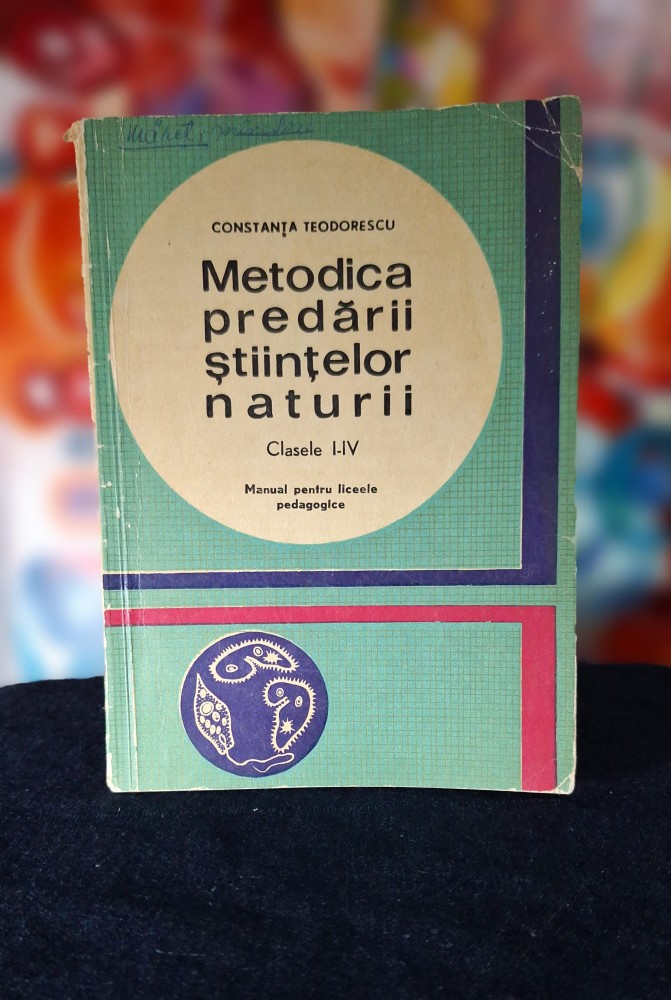 CONSTANȚA TEODORESCU
Metodica
predării
științelor
naturii
Clasele I-IV
Manual pentru liceele
pedagogice